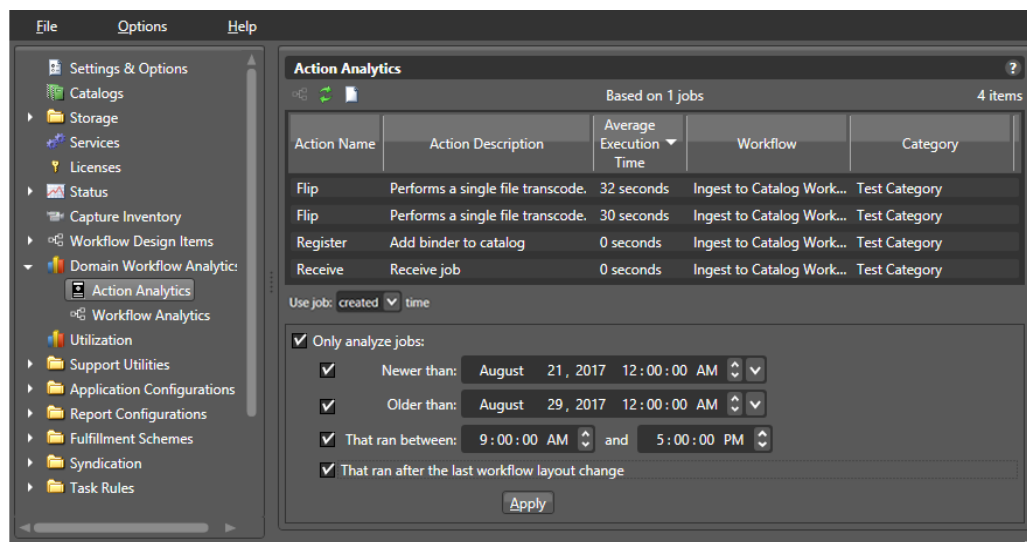 File Options Help
Settings & Options
Catalogs
Storage
Services
Licenses
Status
Capture Inventory
Workflow Design Items
Domain Workflow Analytics
Action Analytics
Workflow Analytics
Utilization
Support Utilities
Application Configurations
Report Configurations
Fulfillment Schemes
Syndication
Task Rules
Action Analytics ?
Based on 1 jobs 4 items
Action Name Action Description Average Execution Time Workflow Category
Flip Performs a single file transcode. 32 seconds Ingest to Catalog Work... Test Category
Flip Performs a single file transcode. 30 seconds Ingest to Catalog Work... Test Category
Register Add binder to catalog 0 seconds Ingest to Catalog Work... Test Category
Receive Receive job 0 seconds Ingest to Catalog Work... Test Category
Use job: created time
Only analyze jobs:
Newer than: August 21, 2017 12:00:00 AM
Older than: August 29, 2017 12:00:00 AM
That ran between: 9:00:00 AM and 5:00:00 PM
That ran after the last workflow layout change
Apply